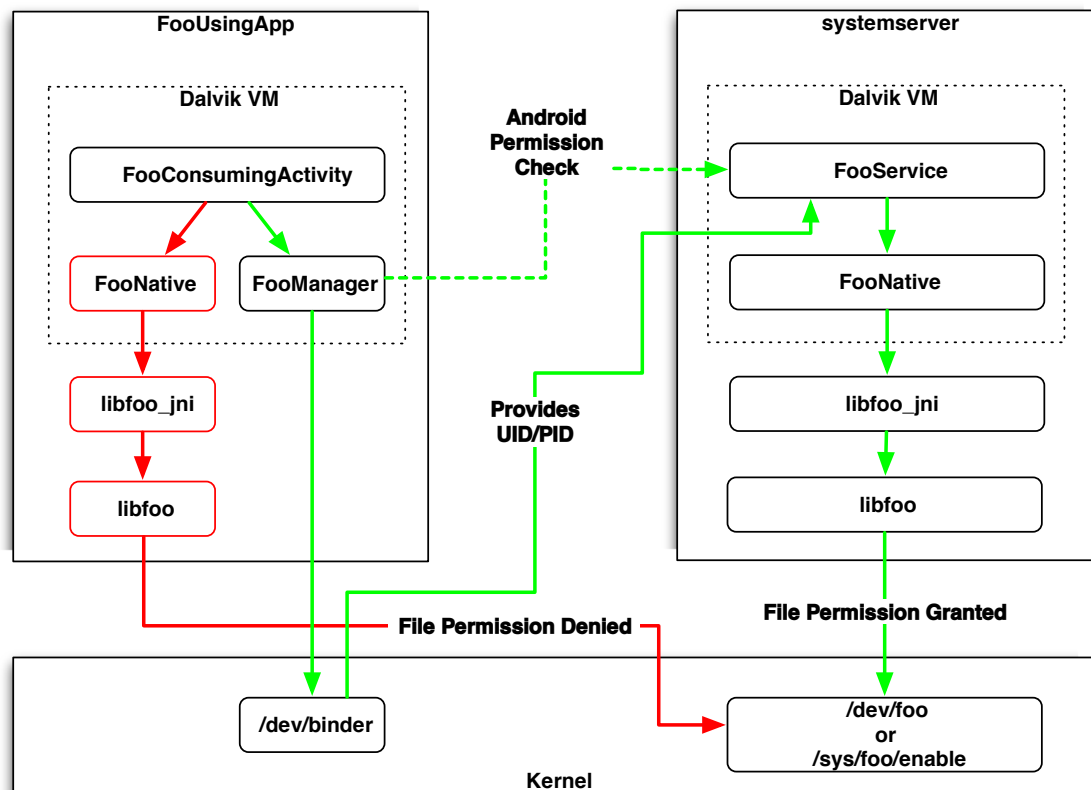 FooUsingApp
systemserver
Dalvik VM
Dalvik VM
Android
Permission
Check
FooConsumingActivity
FooService
FooNative
FooManager
FooNative
libfoo_jni
libfoo_jni
Provides
UID/PID
libfoo
libfoo
File Permission Denied
File Permission Granted
/dev/binder
/dev/foo
or
/sys/foo/enable
Kernel